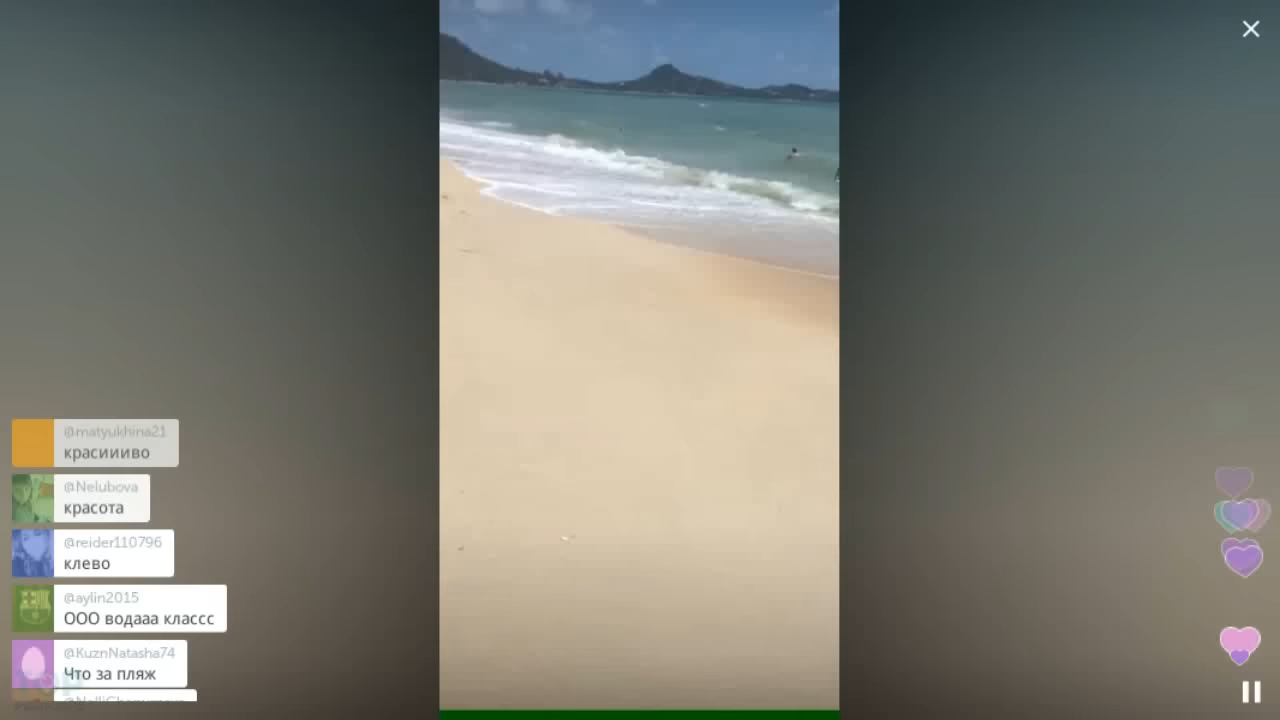 @matyukhina21
красиииво
@Nelubova
красота
@reider110796
клево
@aylin2015
ООО водааа классс
@KuznNatasha74
Что за пляж